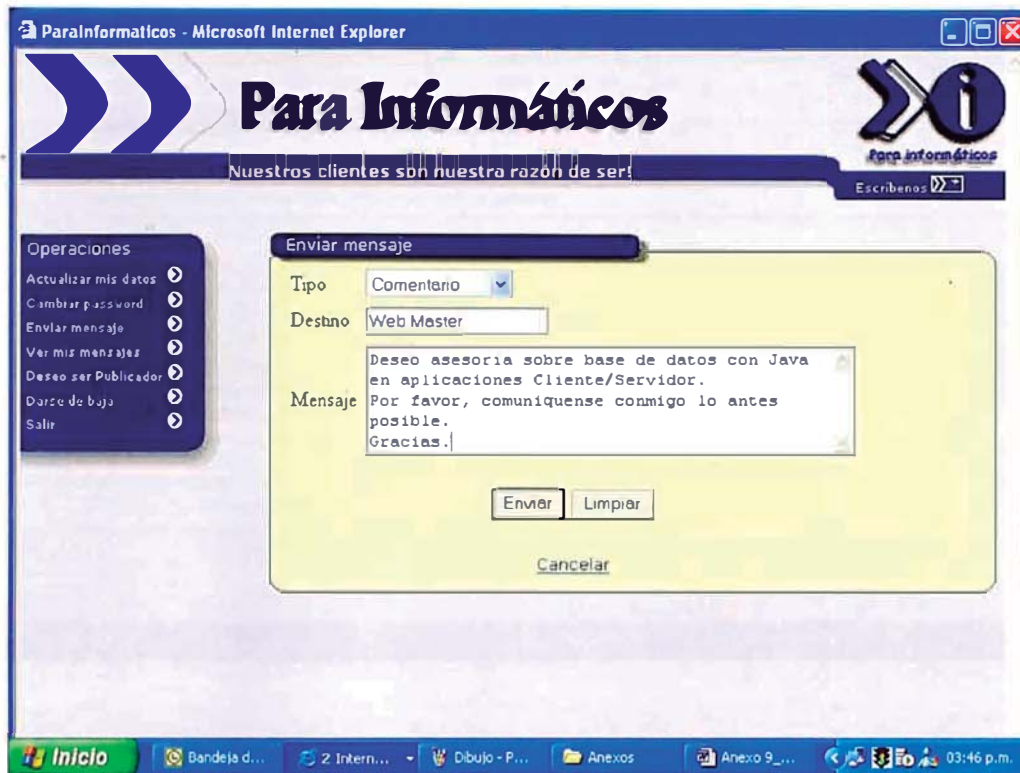 ParaInformaticos - Microsoft Internet Explorer
Para Informáticos
Para informáticos
Nuestros clientes son nuestra razón de ser!
Escríbenos
Operaciones
Actualizar mis datos
Cambiar password
Enviar mensaje
Ver mis mensajes
Deseo ser Publicador
Darse de baja
Salir
Enviar mensaje
Tipo
Comentario
Destino
Web Master
Mensaje
Deseo asesoria sobre base de datos con Java
en aplicaciones Cliente/Servidor.
Por favor, comuniquense conmigo lo antes
posible.
Gracias.
Enviar
Limpiar
Cancelar
Inicio
Bandeja d...
2 Intern...
Dibujo - P...
Anexos
Anexo 9_...
03:46 p.m.